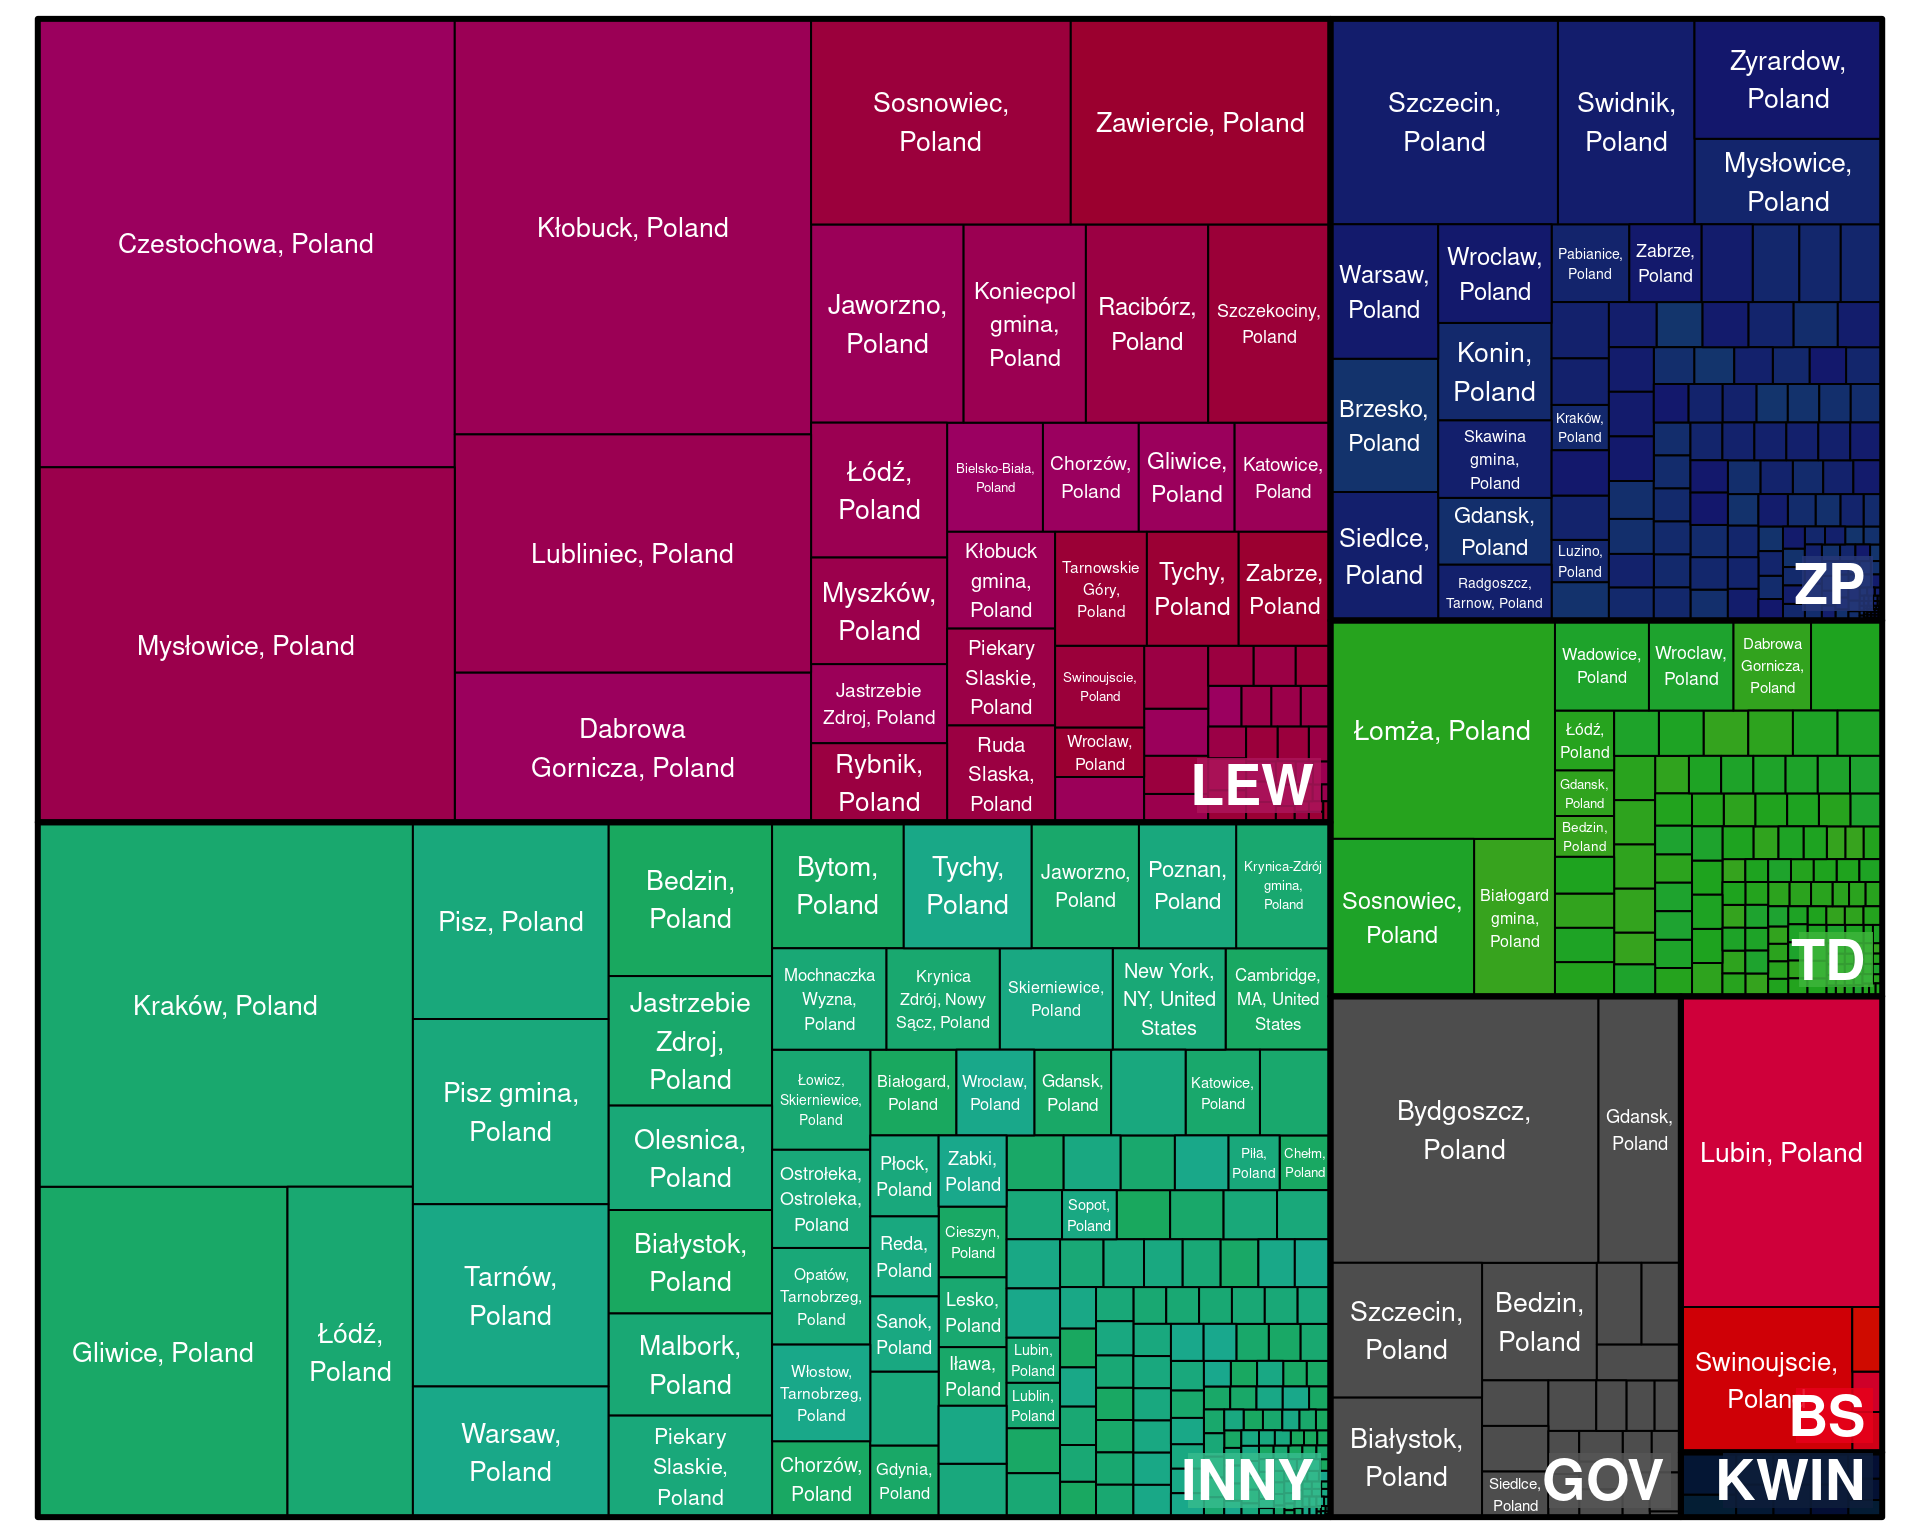 Czestochowa, Poland
Mysłowice, Poland
Kłobuck, Poland
Lubliniec, Poland
Dabrowa
Gornicza, Poland
Sosnowiec,
Poland
Zawiercie, Poland
Jaworzno,
Poland
Koniecpol
gmina,
Poland
Racibórz,
Poland
Szczekociny,
Poland
Łódź,
Poland
Myszków,
Poland
Jastrzebie
Zdroj, Poland
Rybnik,
Poland
Bielsko-Biała,
Poland
Chorzów,
Poland
Gliwice,
Poland
Katowice,
Poland
Kłobuck
gmina,
Poland
Piekary
Slaskie,
Poland
Ruda
Slaska,
Poland
Tarnowskie
Góry,
Poland
Tychy,
Poland
Zabrze,
Poland
Swinoujscie,
Poland
Wroclaw,
Poland
LEW
Szczecin,
Poland
Swidnik,
Poland
Zyrardow,
Poland
Mysłowice,
Poland
Warsaw,
Poland
Brzesko,
Poland
Siedlce,
Poland
Wroclaw,
Poland
Konin,
Poland
Skawina
gmina,
Poland
Gdansk,
Poland
Radgoszcz,
Tarnow, Poland
Pabianice,
Poland
Zabrze,
Poland
Kraków,
Poland
Luzino,
Poland
ZP
Łomża, Poland
Sosnowiec,
Poland
Białogard
gmina,
Poland
Wadowice,
Poland
Wroclaw,
Poland
Dabrowa
Gornicza,
Poland
Łódź,
Poland
Gdansk,
Poland
Bedzin,
Poland
TD
Kraków, Poland
Gliwice, Poland
Łódź,
Poland
Pisz, Poland
Pisz gmina,
Poland
Tarnów,
Poland
Warsaw,
Poland
Bedzin,
Poland
Jastrzebie
Zdroj,
Poland
Olesnica,
Poland
Białystok,
Poland
Malbork,
Poland
Piekary
Slaskie,
Poland
Bytom,
Poland
Tychy,
Poland
Jaworzno,
Poland
Poznan,
Poland
Krynica-Zdrój
gmina,
Poland
Mochnaczka
Wyzna,
Poland
Krynica
Zdrój, Nowy
Sącz, Poland
Skierniewice,
Poland
New York,
NY, United
States
Cambridge,
MA, United
States
Łowicz,
Skierniewice,
Poland
Ostrołeka,
Ostroleka,
Poland
Opatów,
Tarnobrzeg,
Poland
Włostow,
Tarnobrzeg,
Poland
Chorzów,
Poland
Białogard,
Poland
Wroclaw,
Poland
Gdansk,
Poland
Katowice,
Poland
Płock,
Poland
Reda,
Poland
Sanok,
Poland
Gdynia,
Poland
Zabki,
Poland
Cieszyn,
Poland
Lesko,
Poland
Iława,
Poland
Piła,
Poland
Chełm,
Poland
Sopot,
Poland
Lubin,
Poland
Lublin,
Poland
INNY
Bydgoszcz,
Poland
Gdansk,
Poland
Szczecin,
Poland
Białystok,
Poland
Bedzin,
Poland
Siedlce,
Poland
GOV
Lubin, Poland
Swinoujscie,
Poland
BS
KWIN